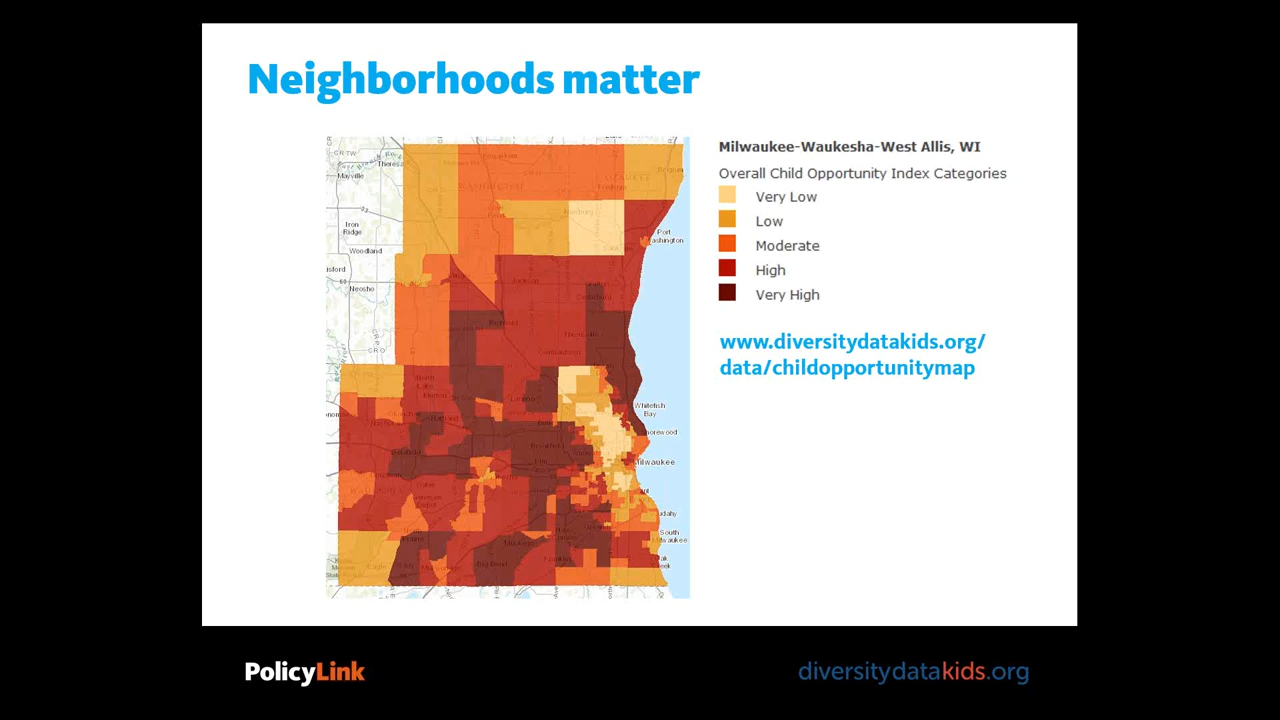 Neighborhoods matter
Milwaukee-Waukesha-West Allis, WI
Overall Child Opportunity Index Categories
Very Low
Low
Moderate
High
Very High
www.diversitydatakids.org/
data/childopportunitymap
Mayville
Iron
Ridge
Woodland
Neosho
Port
Washington
Whitefish
Bay
Milwaukee
South
Milwaukee
PolicyLink
diversitydatakids.org